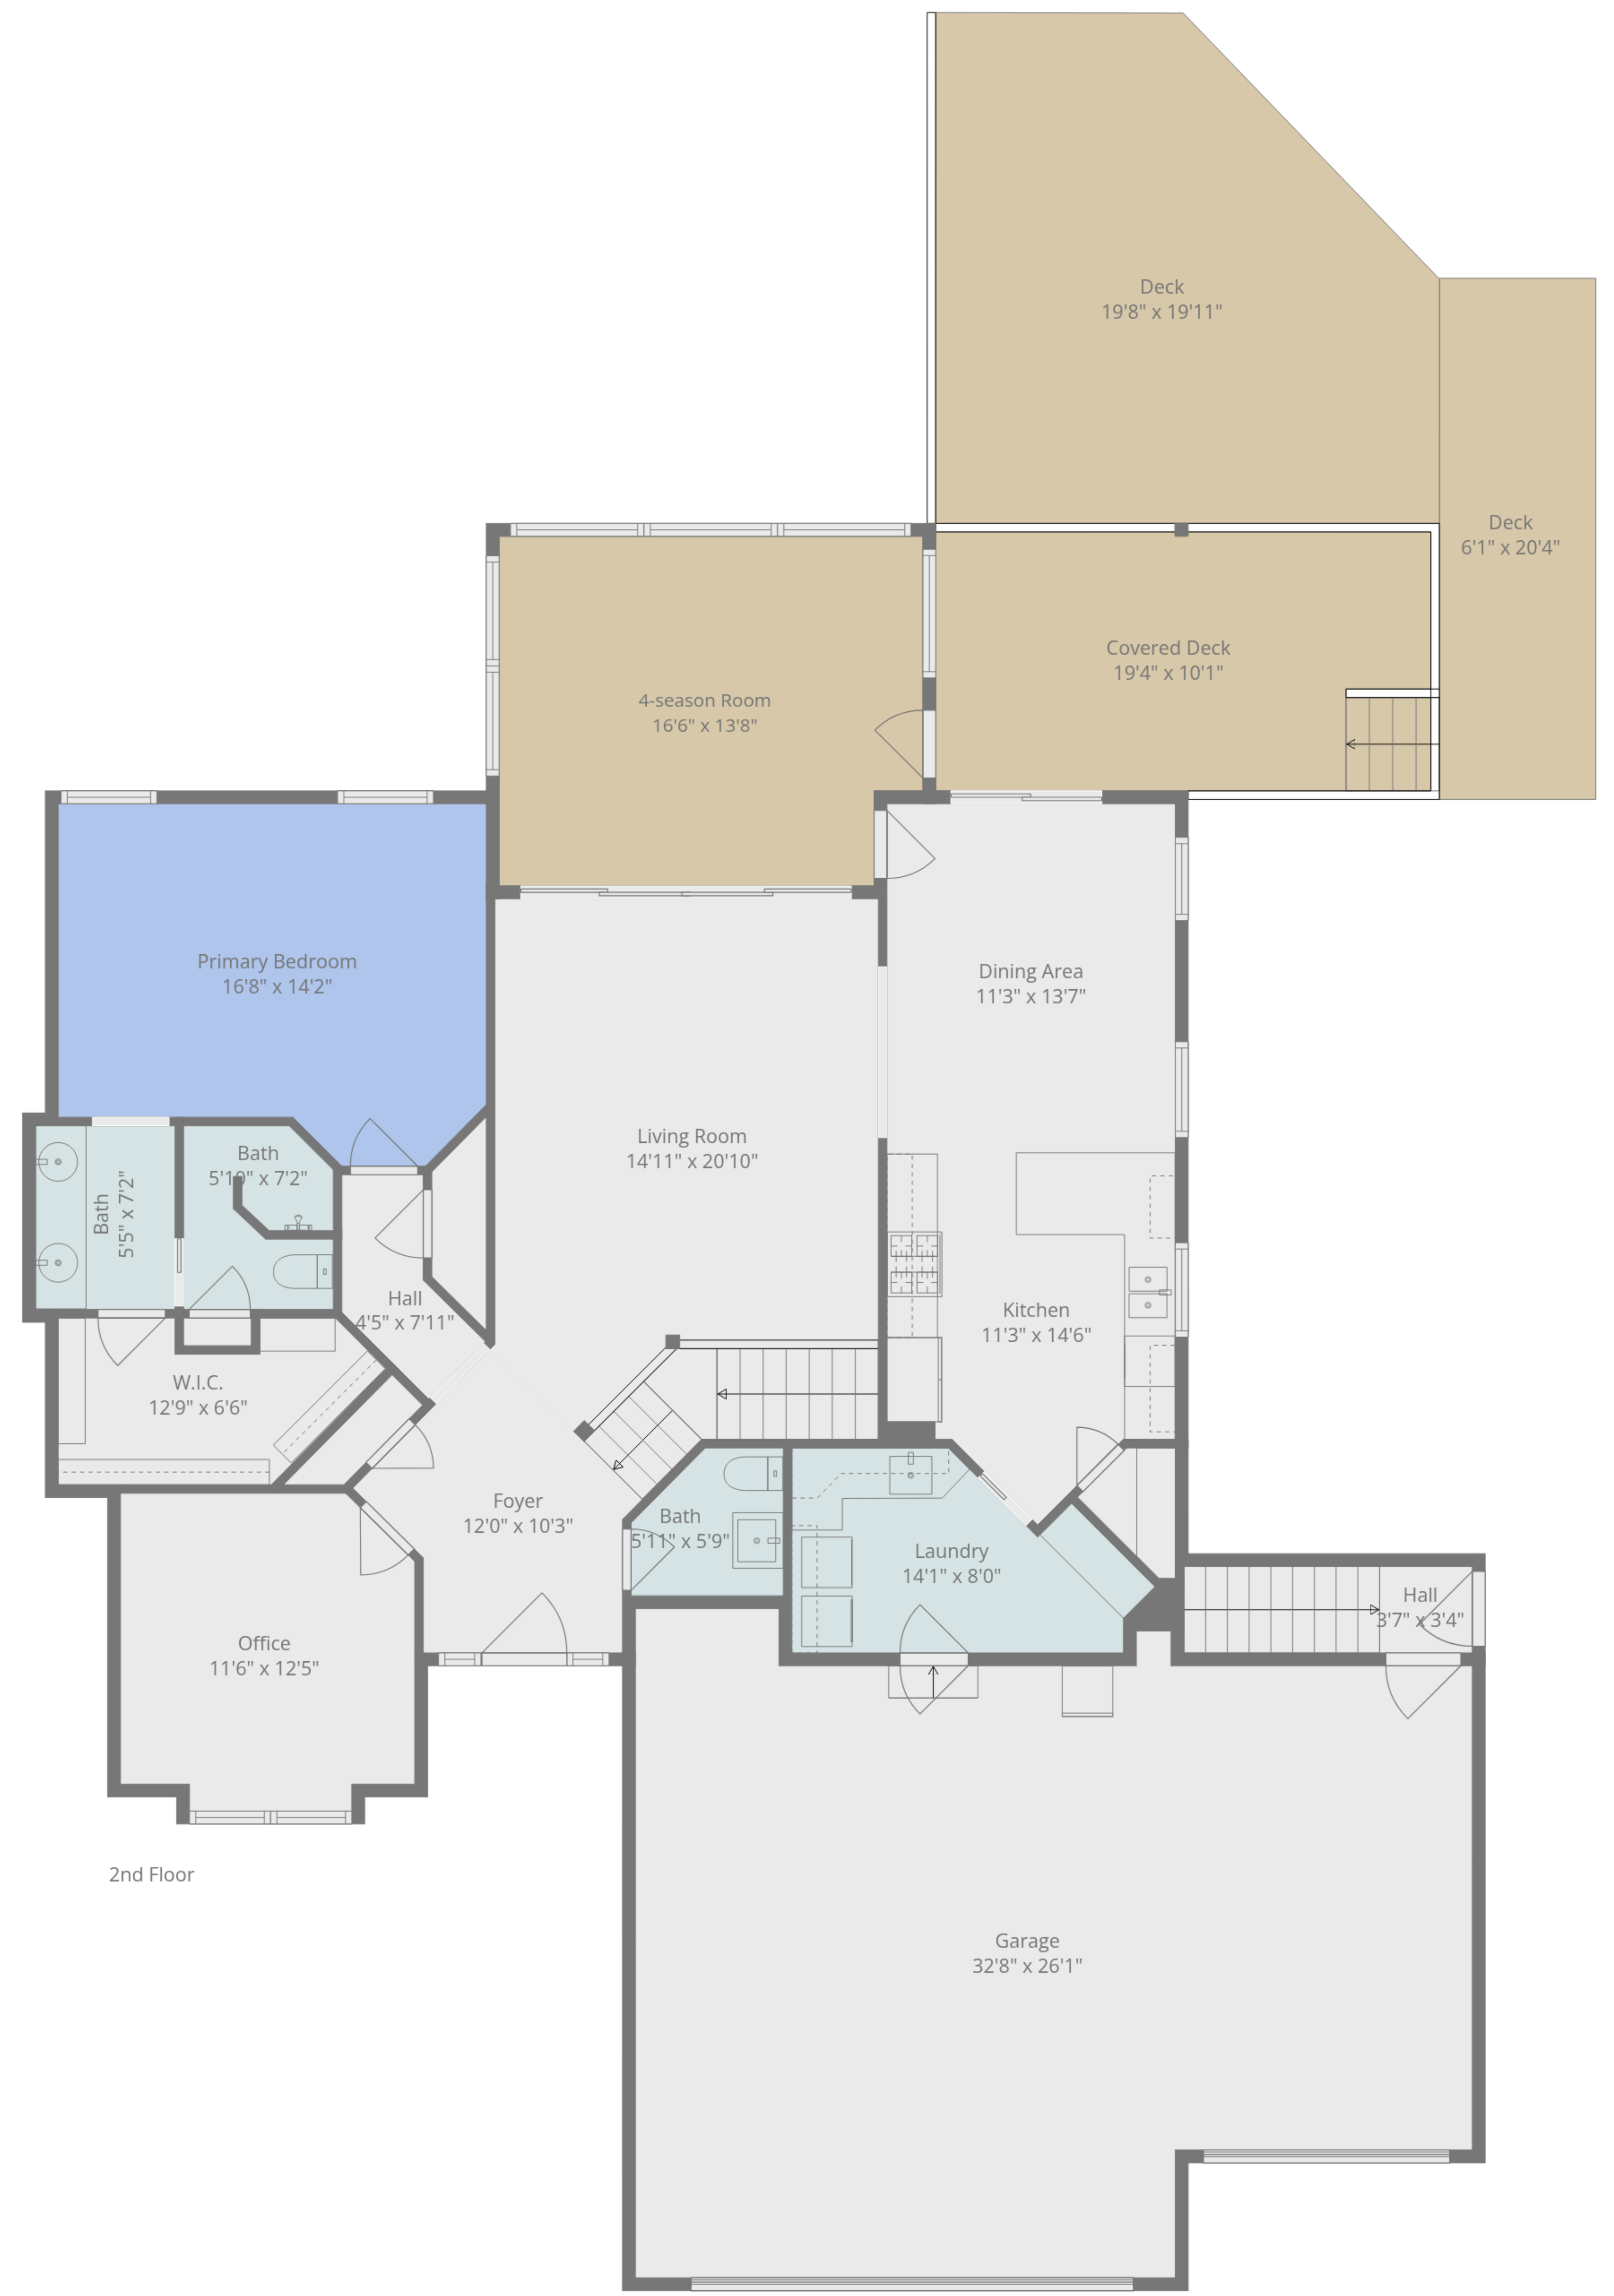 Deck
19'8" x 19'11"
Deck
6'1" x 20'4"
Covered Deck
19'4" x 10'1"
4-season Room
16'6" x 13'8"
Primary Bedroom
16'8" x 14'2"
Dining Area
11'3" x 13'7"
Living Room
14'11" x 20'10"
Bath
5'10" x 7'2"
Bath
5'5" x 7'2"
Hall
4'5" x 7'11"
Kitchen
11'3" x 14'6"
W.I.C.
12'9" x 6'6"
Foyer
12'0" x 10'3"
Bath
5'11" x 5'9"
Laundry
14'1" x 8'0"
Hall
3'7" x 3'4"
Office
11'6" x 12'5"
2nd Floor
Garage
32'8" x 26'1"